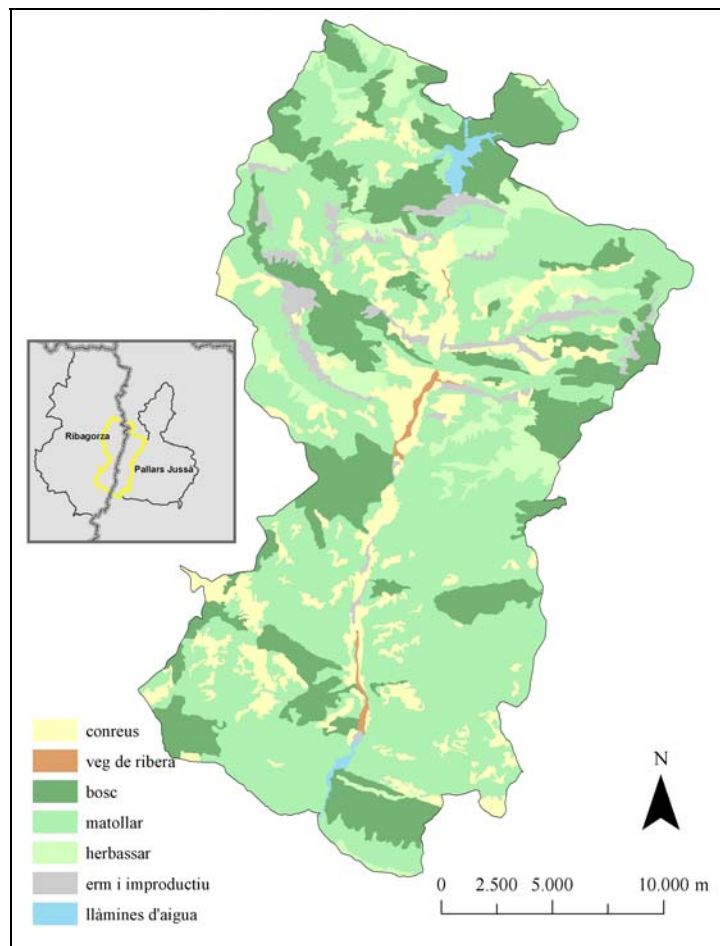 Ribagorza
Pallars Jussà
conreus
veg de ribera
bosc
matollar
herbassar
erm i improductiu
llàmines d'aigua
N
0 2.500 5.000 10.000 m